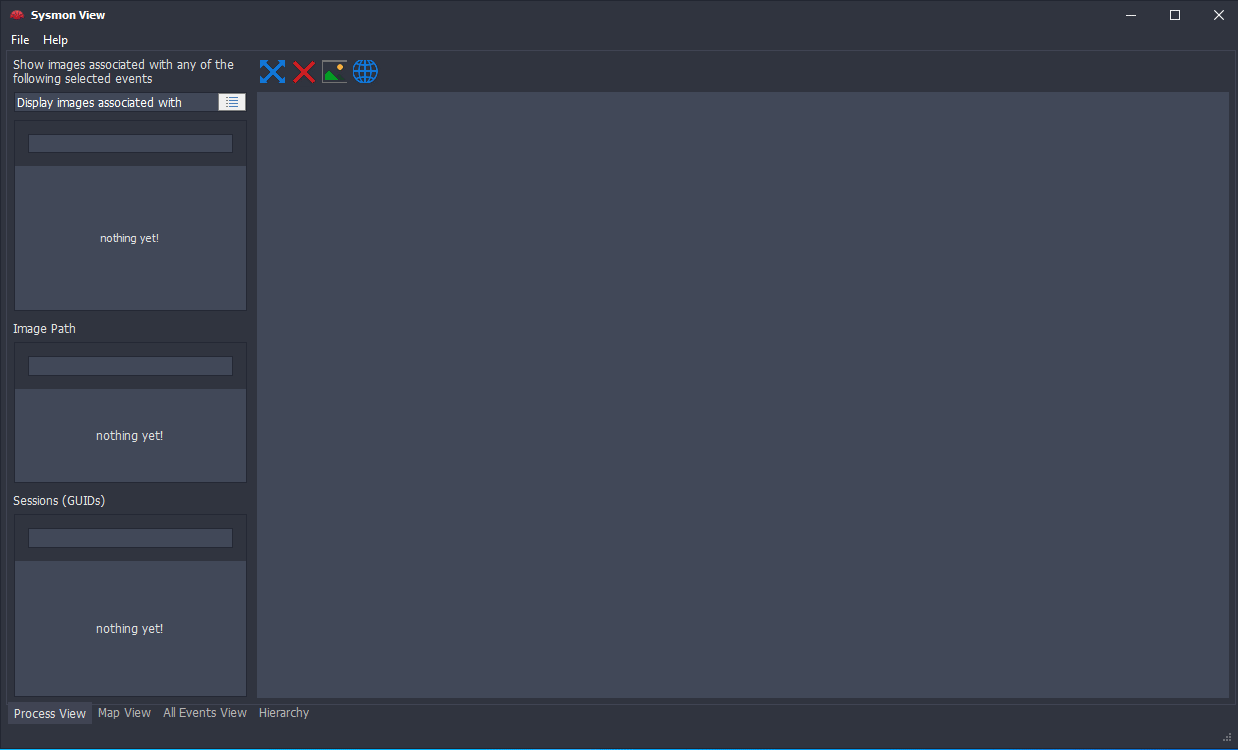 Sysmon View
File Help
Show images associated with any of the
following selected events
Display images associated with
nothing yet!
Image Path
nothing yet!
Sessions (GUIDs)
nothing yet!
Process View Map View All Events View Hierarchy